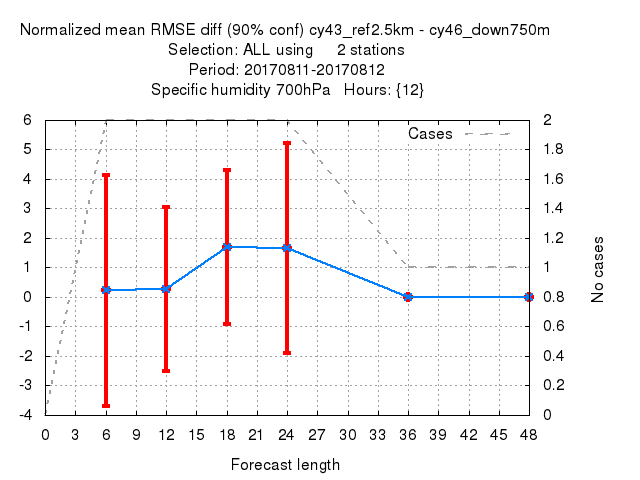 Normalized mean RMSE diff (90% conf) cy43_ref2.5km - cy46_down750m
Selection: ALL using 2 stations
Period: 20170811-20170812
Specific humidity 700hPa Hours: {12}
Cases
6
5
4
3
2
1
0
-1
-2
-3
-4
2
1.8
1.6
1.4
1.2
1
0.8
0.6
0.4
0.2
0
No cases
0 3 6 9 12 15 18 21 24 27 30 33 36 39 42 45 48
Forecast length